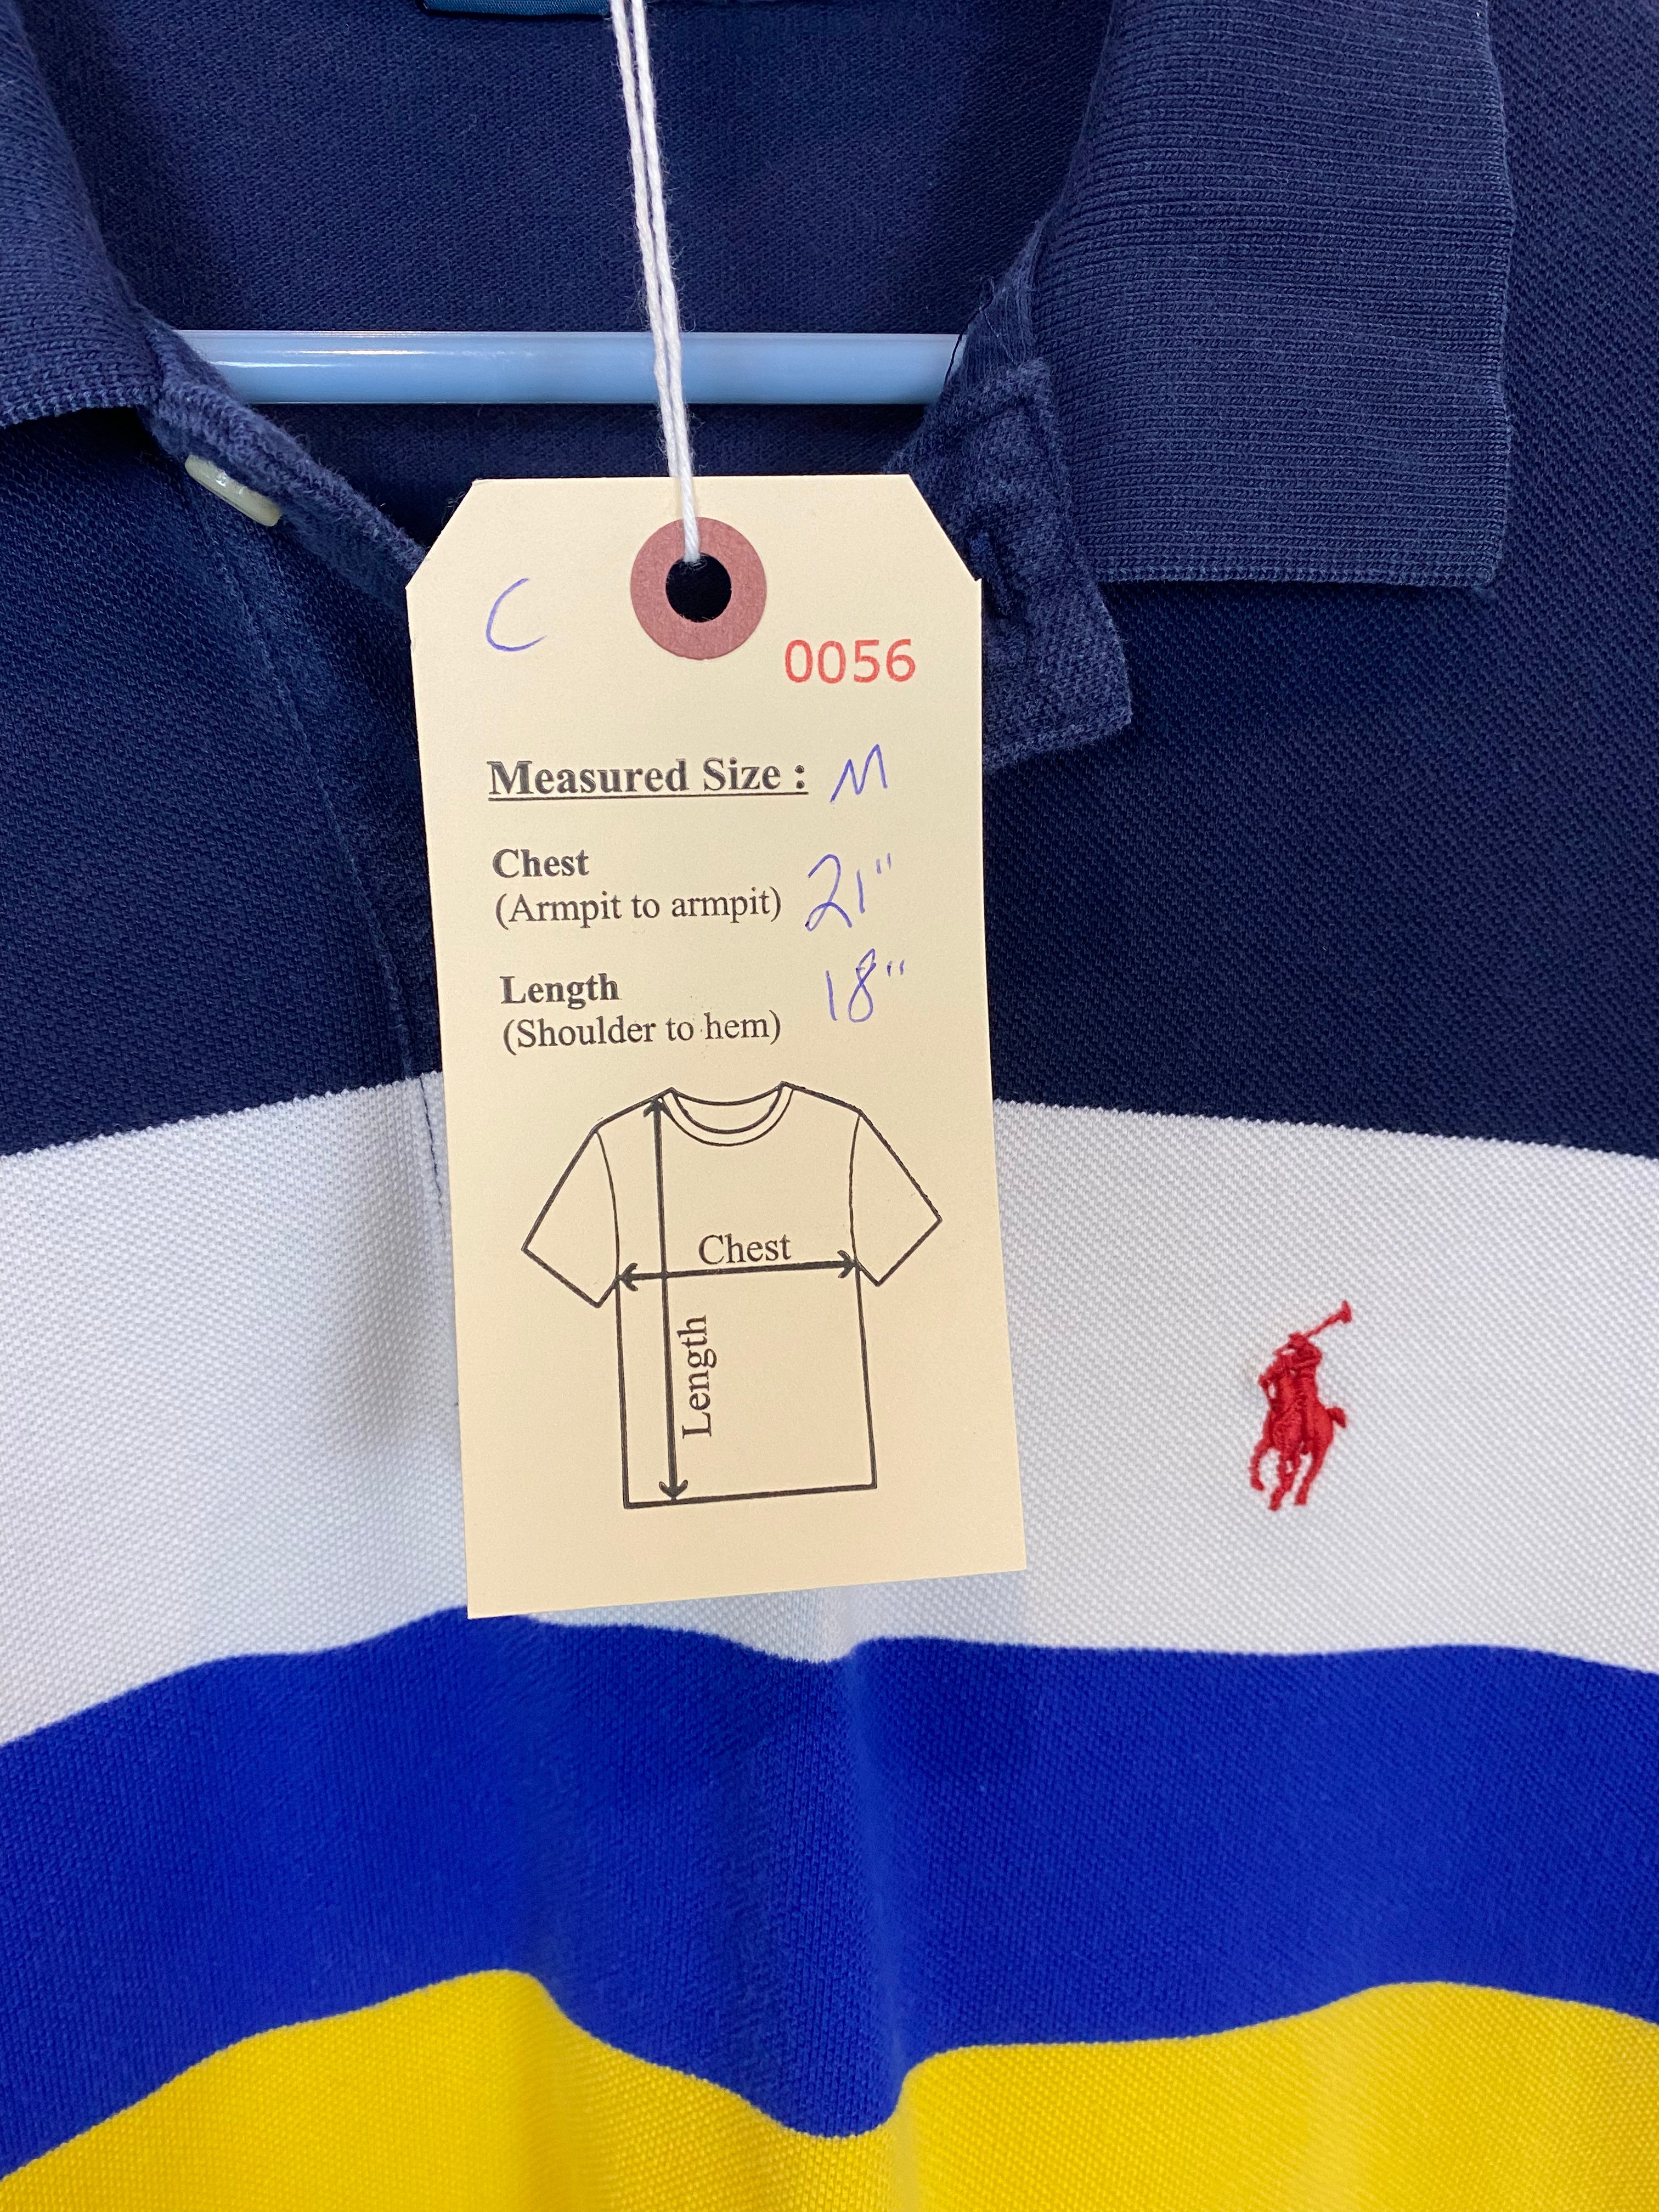 C
0056
Measured Size : M
Chest
(Armpit to armpit) 21"
Length
(Shoulder to hem) 18"
Chest
Length